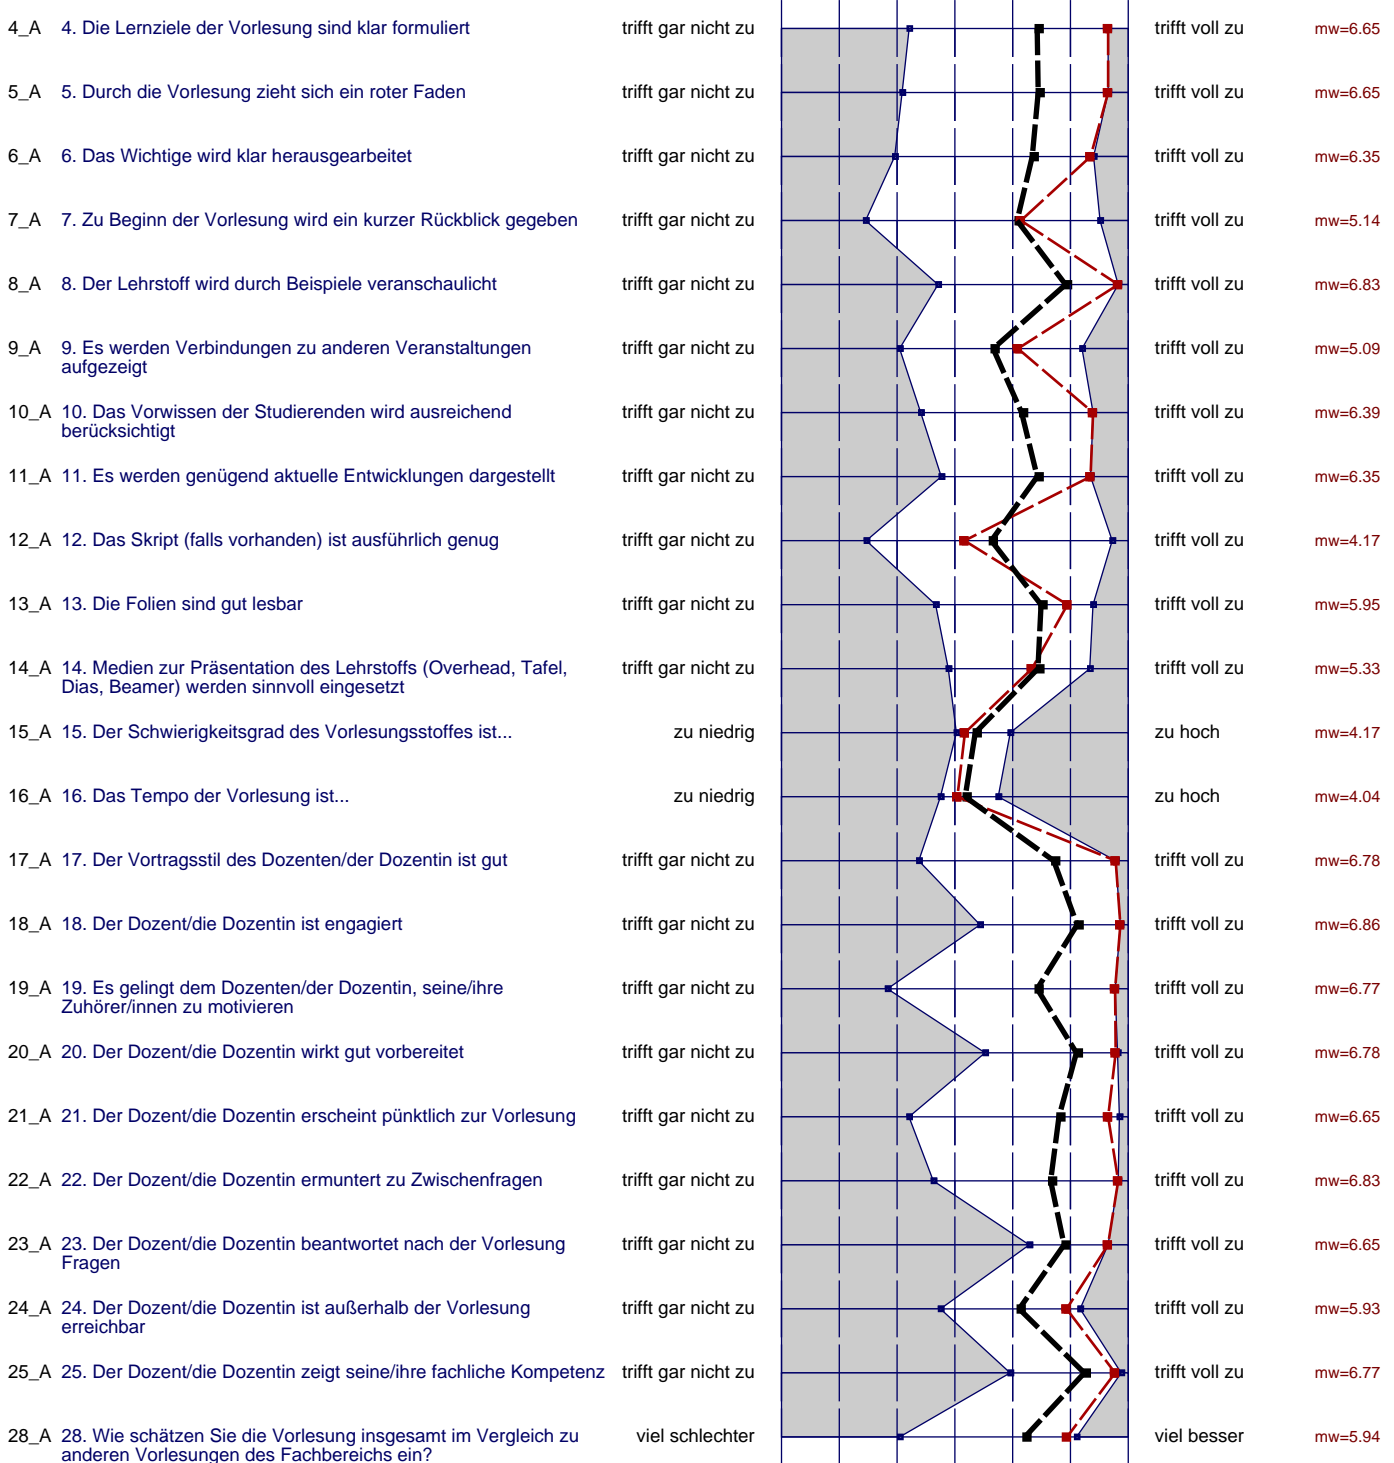 4_A 4. Die Lernziele der Vorlesung sind klar formuliert trifft gar nicht zu trifft voll zu mw=6.65
5_A 5. Durch die Vorlesung zieht sich ein roter Faden trifft gar nicht zu trifft voll zu mw=6.65
6_A 6. Das Wichtige wird klar herausgearbeitet trifft gar nicht zu trifft voll zu mw=6.35
7_A 7. Zu Beginn der Vorlesung wird ein kurzer Rückblick gegeben trifft gar nicht zu trifft voll zu mw=5.14
8_A 8. Der Lehrstoff wird durch Beispiele veranschaulicht trifft gar nicht zu trifft voll zu mw=6.83
9_A 9. Es werden Verbindungen zu anderen Veranstaltungen trifft gar nicht zu trifft voll zu mw=5.09
aufgezeigt
10_A 10. Das Vorwissen der Studierenden wird ausreichend trifft gar nicht zu trifft voll zu mw=6.39
berücksichtigt
11_A 11. Es werden genügend aktuelle Entwicklungen dargestellt trifft gar nicht zu trifft voll zu mw=6.35
12_A 12. Das Skript (falls vorhanden) ist ausführlich genug trifft gar nicht zu trifft voll zu mw=4.17
13_A 13. Die Folien sind gut lesbar trifft gar nicht zu trifft voll zu mw=5.95
14_A 14. Medien zur Präsentation des Lehrstoffs (Overhead, Tafel, trifft gar nicht zu trifft voll zu mw=5.33
Dias, Beamer) werden sinnvoll eingesetzt
15_A 15. Der Schwierigkeitsgrad des Vorlesungsstoffes ist... zu niedrig zu hoch mw=4.17
16_A 16. Das Tempo der Vorlesung ist... zu niedrig zu hoch mw=4.04
17_A 17. Der Vortragsstil des Dozenten/der Dozentin ist gut trifft gar nicht zu trifft voll zu mw=6.78
18_A 18. Der Dozent/die Dozentin ist engagiert trifft gar nicht zu trifft voll zu mw=6.86
19_A 19. Es gelingt dem Dozenten/der Dozentin, seine/ihre trifft gar nicht zu trifft voll zu mw=6.77
Zuhörer/innen zu motivieren
20_A 20. Der Dozent/die Dozentin wirkt gut vorbereitet trifft gar nicht zu trifft voll zu mw=6.78
21_A 21. Der Dozent/die Dozentin erscheint pünktlich zur Vorlesung trifft gar nicht zu trifft voll zu mw=6.65
22_A 22. Der Dozent/die Dozentin ermuntert zu Zwischenfragen trifft gar nicht zu trifft voll zu mw=6.83
23_A 23. Der Dozent/die Dozentin beantwortet nach der Vorlesung trifft gar nicht zu trifft voll zu mw=6.65
Fragen
24_A 24. Der Dozent/die Dozentin ist außerhalb der Vorlesung trifft gar nicht zu trifft voll zu mw=5.93
erreichbar
25_A 25. Der Dozent/die Dozentin zeigt seine/ihre fachliche Kompetenz trifft gar nicht zu trifft voll zu mw=6.77
28_A 28. Wie schätzen Sie die Vorlesung insgesamt im Vergleich zu viel schlechter viel besser mw=5.94
anderen Vorlesungen des Fachbereichs ein?